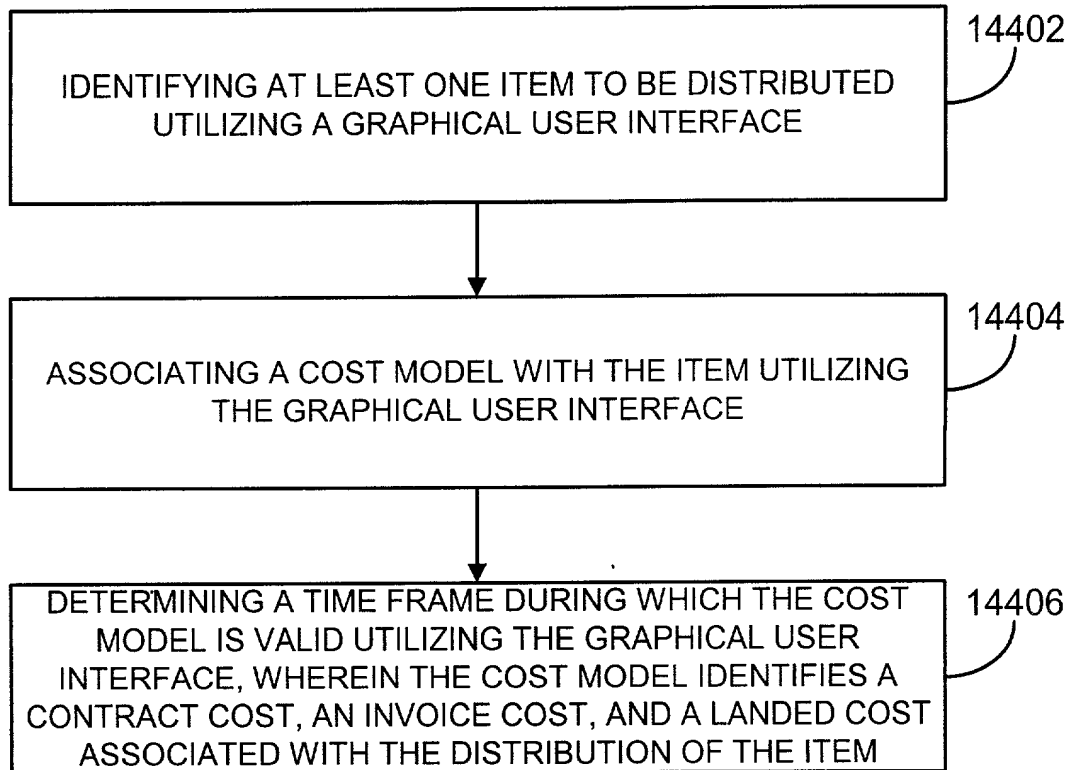 14402
IDENTIFYING AT LEAST ONE ITEM TO BE DISTRIBUTED
UTILIZING A GRAPHICAL USER INTERFACE
14404
ASSOCIATING A COST MODEL WITH THE ITEM UTILIZING
THE GRAPHICAL USER INTERFACE
14406
DETERMINING A TIME FRAME DURING WHICH THE COST
MODEL IS VALID UTILIZING THE GRAPHICAL USER
INTERFACE, WHEREIN THE COST MODEL IDENTIFIES A
CONTRACT COST, AN INVOICE COST, AND A LANDED COST
ASSOCIATED WITH THE DISTRIBUTION OF THE ITEM